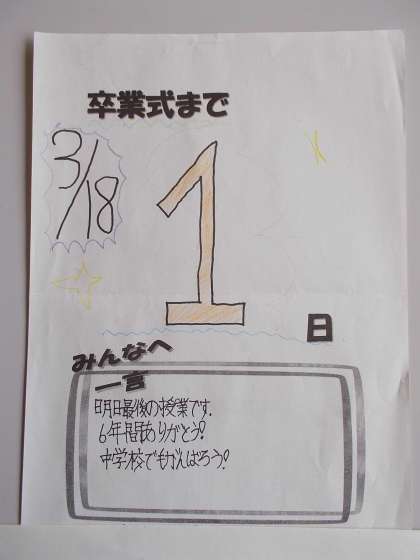 卒業式まで
3/18
1
日
みんなへ
一言
明日最後の授業です.
6年間ありがとう!
中学校でもがんばろう!